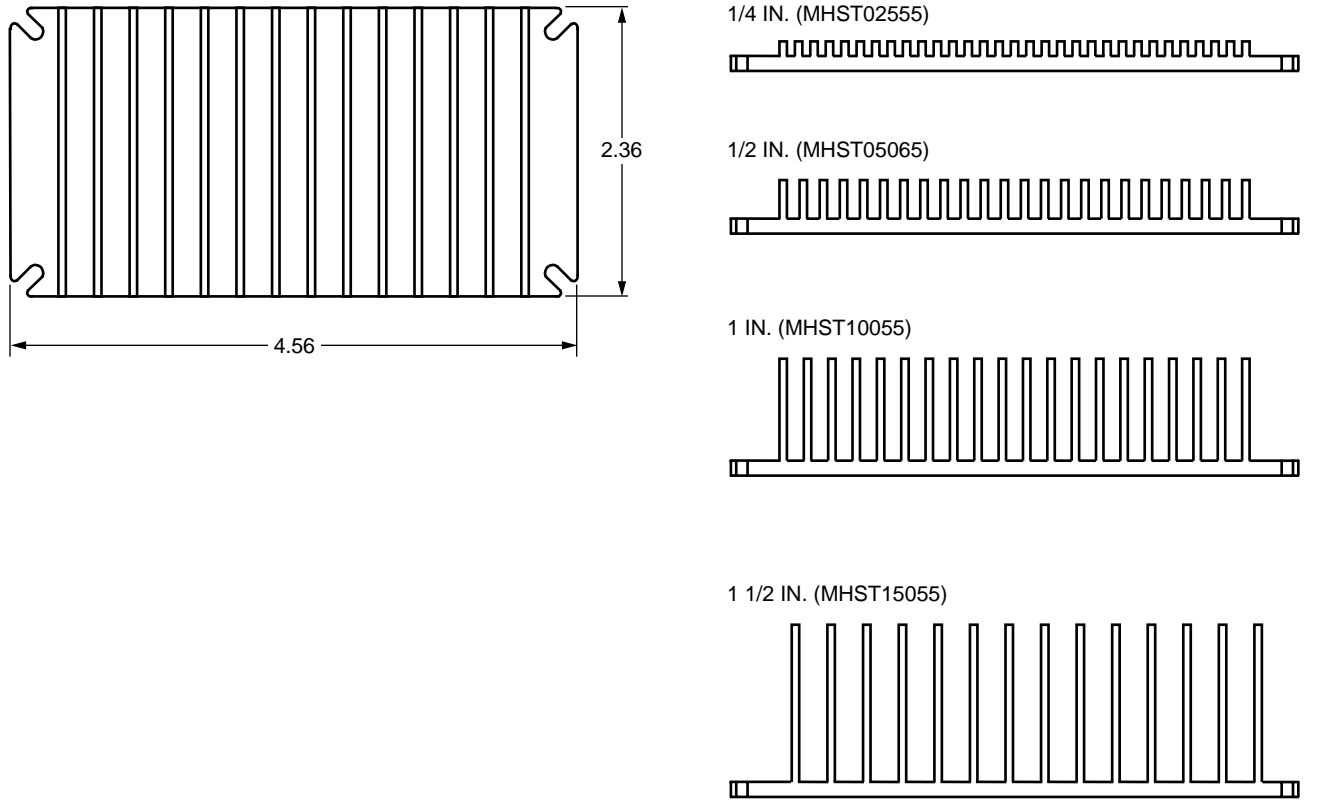 2.36
4.56
1/4 IN. (MHST02555)
1/2 IN. (MHST05065)
1 IN. (MHST10055)
1 1/2 IN. (MHST15055)